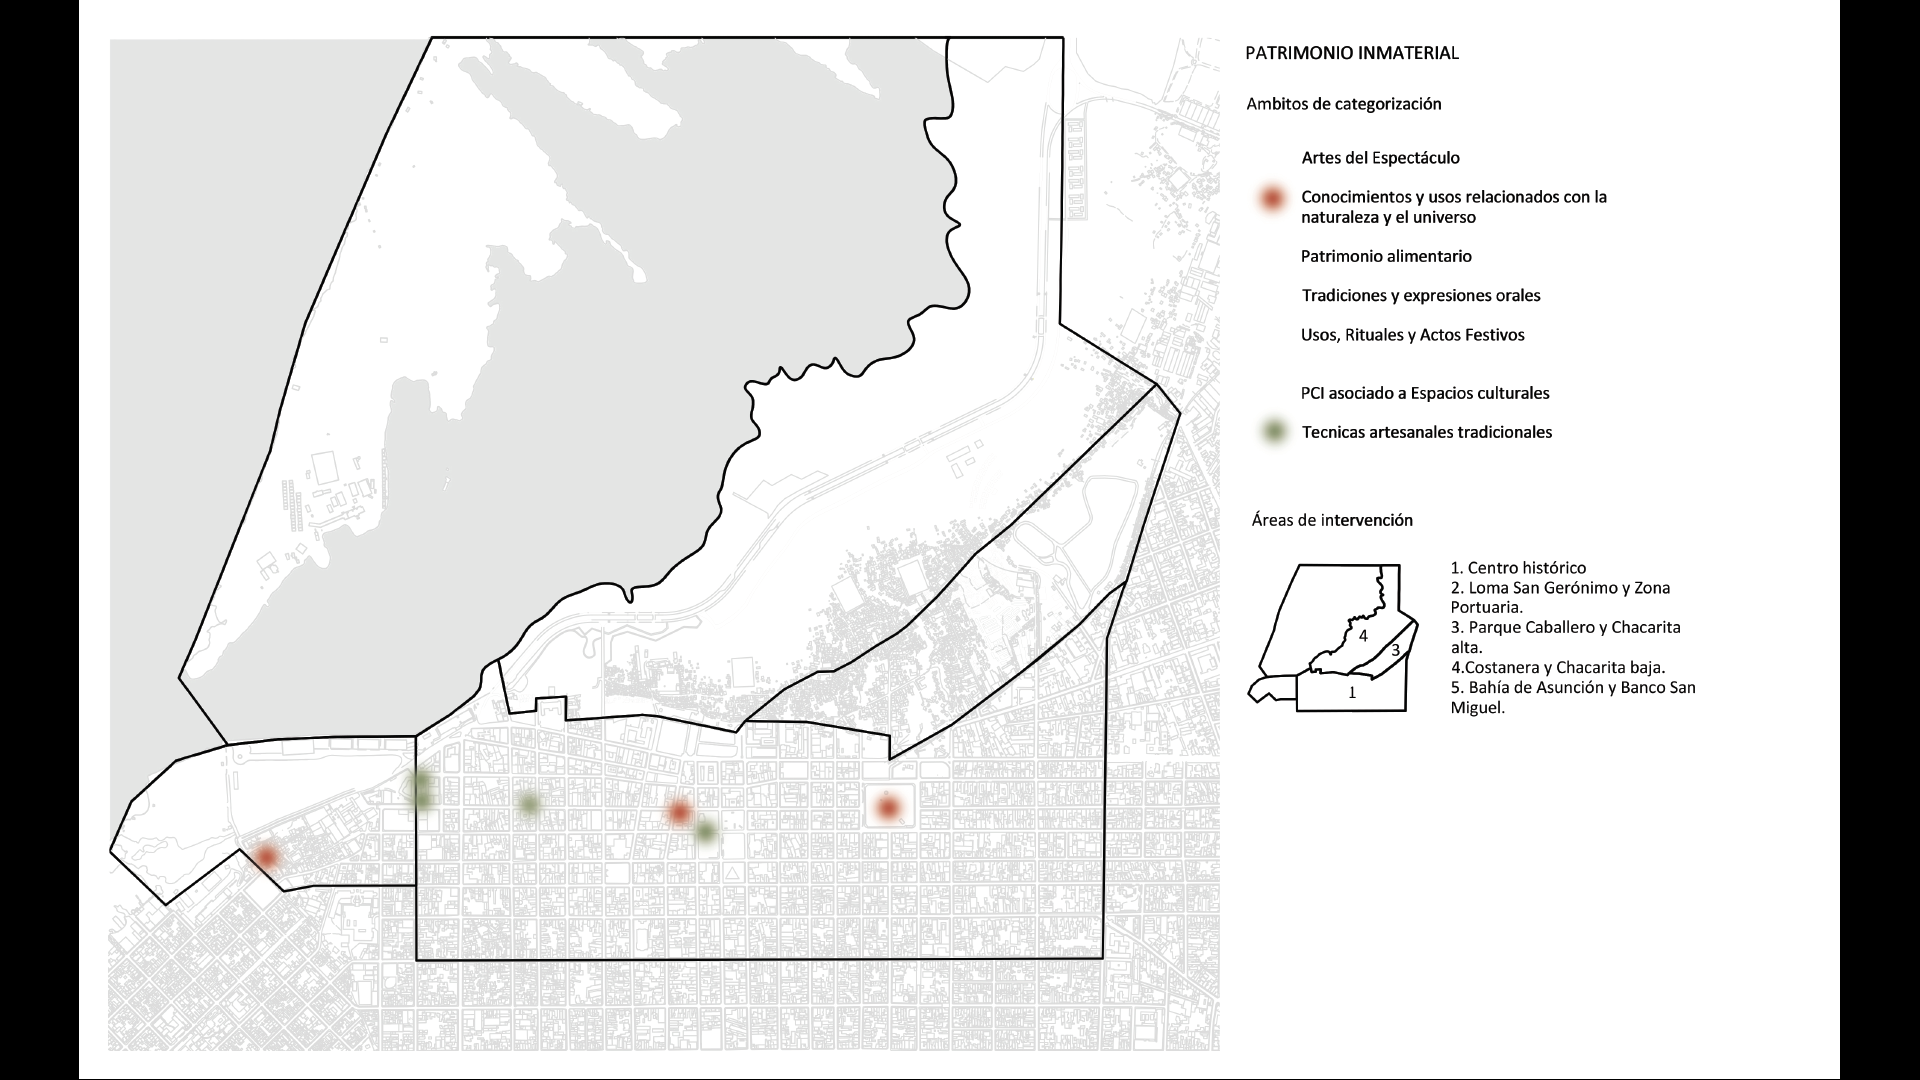 PATRIMONIO INMATERIAL
Ambitos de categorización
Artes del Espectáculo
Conocimientos y usos relacionados con la
naturaleza y el universo
Patrimonio alimentario
Tradiciones y expresiones orales
Usos, Rituales y Actos Festivos
PCI asociado a Espacios culturales
Tecnicas artesanales tradicionales
Áreas de intervención
4
3
1
1. Centro histórico
2. Loma San Gerónimo y Zona
Portuaria.
3. Parque Caballero y Chacarita
alta.
4.Costanera y Chacarita baja.
5. Bahía de Asunción y Banco San
Miguel.